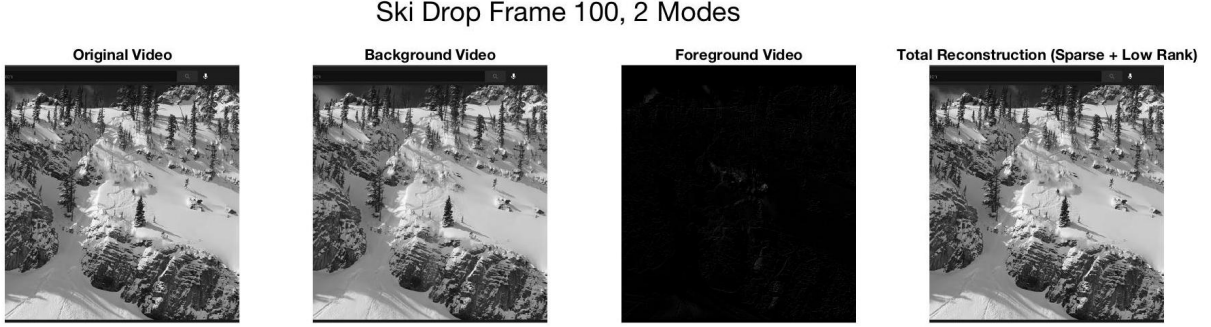 Ski Drop Frame 100, 2 Modes
Original Video
Background Video
Foreground Video
Total Reconstruction (Sparse + Low Rank)